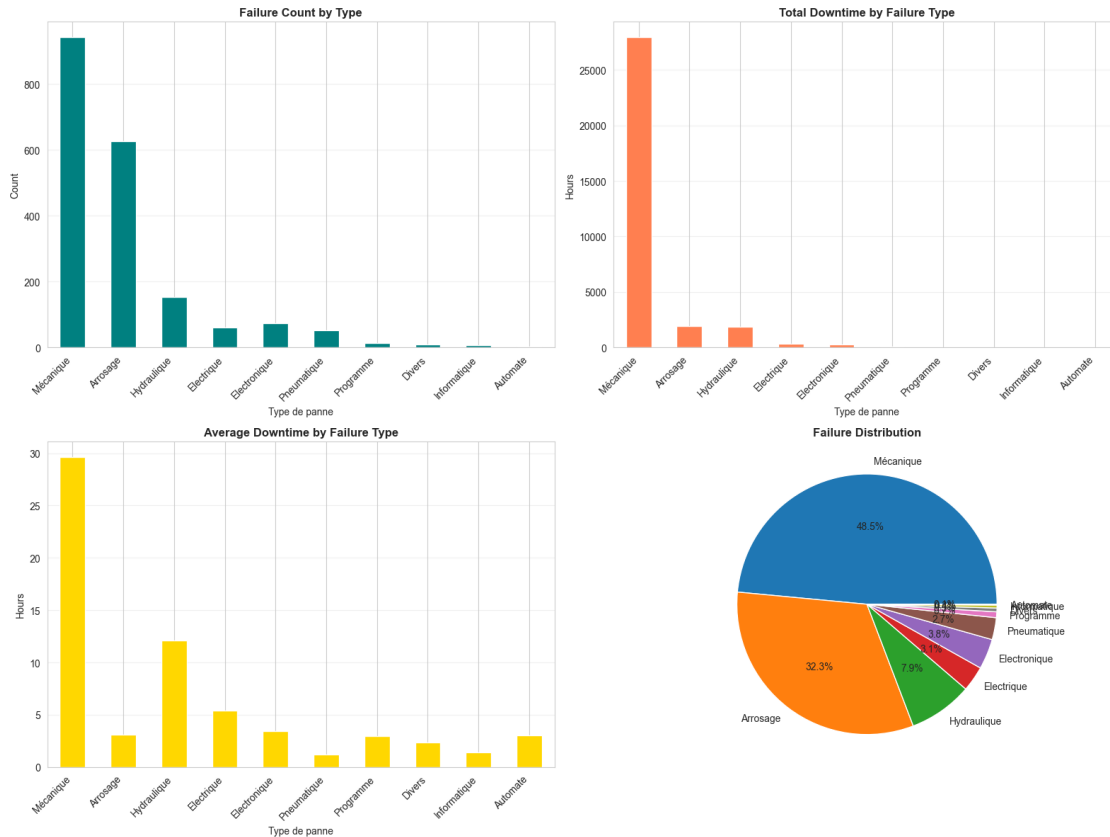 Failure Count by Type
Count
800
600
400
200
0
Mécanique
Arrosage
Hydraulique
Electrique
Electronique
Pneumatique
Programme
Divers
Informatique
Automate
Type de panne
Total Downtime by Failure Type
Hours
25000
20000
15000
10000
5000
0
Mécanique
Arrosage
Hydraulique
Electrique
Electronique
Pneumatique
Programme
Divers
Informatique
Automate
Type de panne
Average Downtime by Failure Type
Hours
30
25
20
15
10
5
0
Mécanique
Arrosage
Hydraulique
Electrique
Electronique
Pneumatique
Programme
Divers
Informatique
Automate
Type de panne
Failure Distribution
Mécanique
48.5%
Automate
Programme
2.7%
Pneumatique
3.8%
Electronique
3.1%
Electrique
7.9%
Hydraulique
32.3%
Arrosage